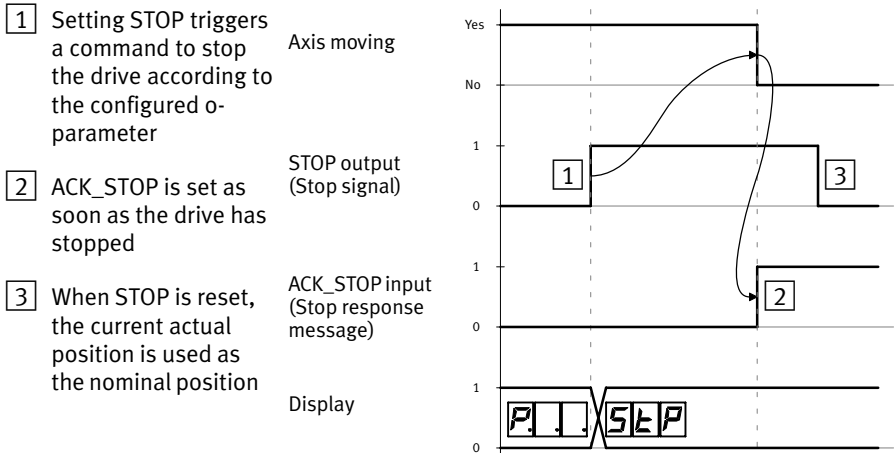 1 Setting STOP triggers
a command to stop
the drive according to
the configured o-
parameter
2 ACK_STOP is set as
soon as the drive has
stopped
3 When STOP is reset,
the current actual
position is used as
the nominal position
Axis moving
Yes
No
STOP output
(Stop signal)
1
0
1
3
ACK_STOP input
(Stop response
message)
1
0
2
Display
1
0
P. . . StP